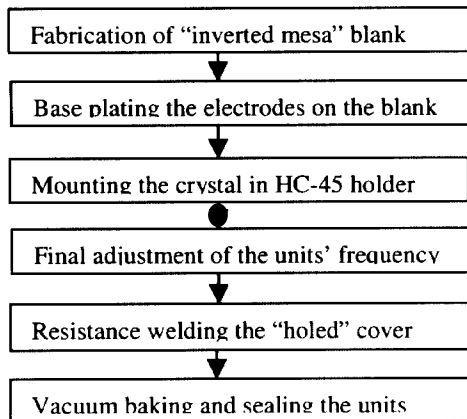 Fabrication of “inverted mesa” blank
Base plating the electrodes on the blank
Mounting the crystal in HC-45 holder
Final adjustment of the units’ frequency
Resistance welding the “holed” cover
Vacuum baking and sealing the units